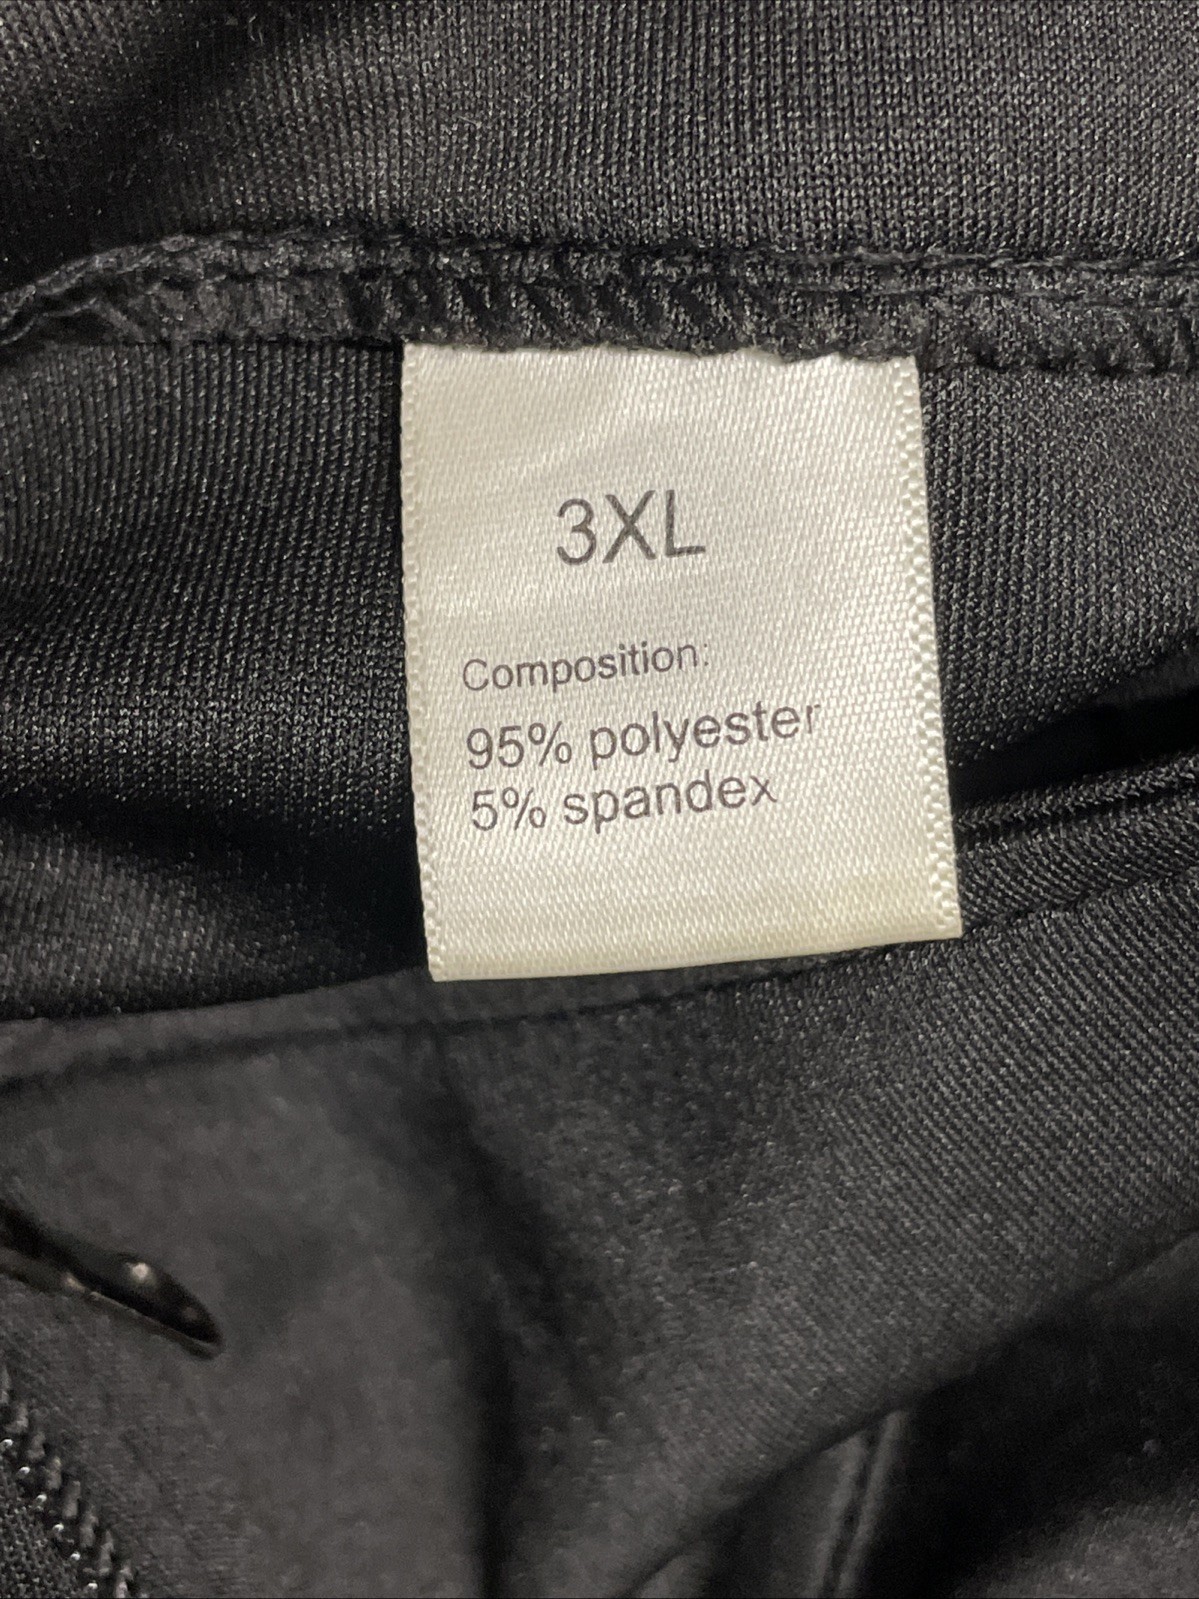 3XL
Composition:
95% polyester
5% spandex